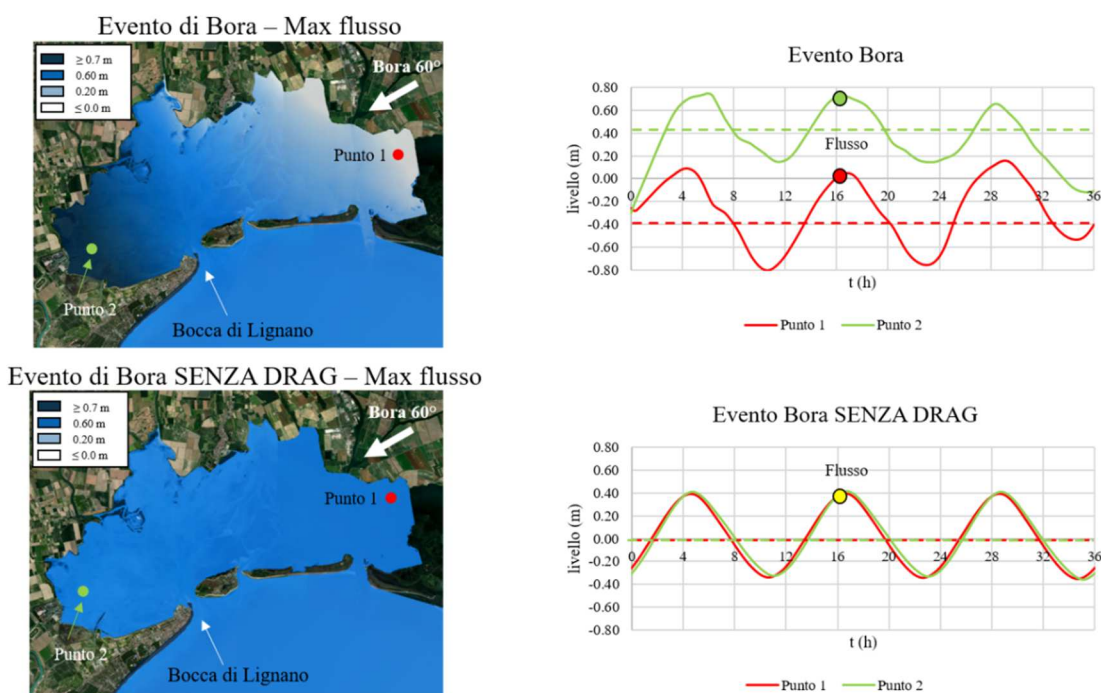 Evento di Bora – Max flusso
≥ 0.7 m
0.60 m
0.20 m
≤ 0.0 m
Bora 60°
Punto 1
Punto 2
Bocca di Lignano
Evento Bora
livello (m)
0.80
0.60
0.40
0.20
0.00
-0.20
-0.40
-0.60
-0.80
Flusso
0 4 8 12 16 20 24 28 32 36
t (h)
Punto 1 Punto 2
Evento di Bora SENZA DRAG – Max flusso
≥ 0.7 m
0.60 m
0.20 m
≤ 0.0 m
Bora 60°
Punto 1
Punto 2
Bocca di Lignano
Evento Bora SENZA DRAG
livello (m)
0.80
0.60
0.40
0.20
0.00
-0.20
-0.40
-0.60
-0.80
Flusso
0 4 8 12 16 20 24 28 32 36
t (h)
Punto 1 Punto 2